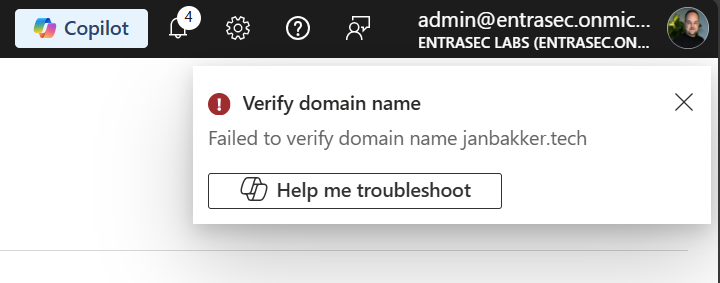 Copilot
4
admin@entrasec.onmic...
ENTRASEC LABS (ENTRASEC.ON...
Verify domain name
Failed to verify domain name janbakker.tech
Help me troubleshoot